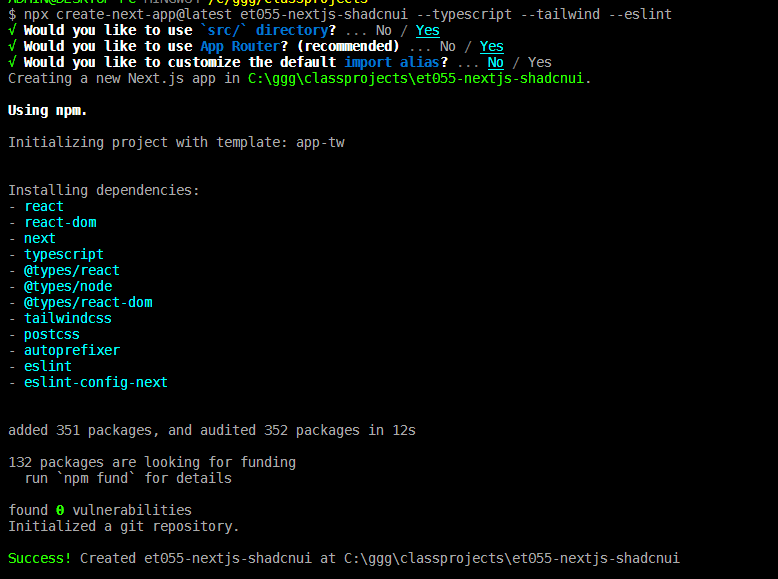 $ npx create-next-app@latest et055-nextjs-shadcnui --typescript --tailwind --eslint
√ Would you like to use `src/` directory? ... No / Yes
√ Would you like to use App Router? (recommended) ... No / Yes
√ Would you like to customize the default import alias? ... No / Yes
Creating a new Next.js app in C:\ggg\classprojects\et055-nextjs-shadcnui.
Using npm.
Initializing project with template: app-tw
Installing dependencies:
- react
- react-dom
- next
- typescript
- @types/react
- @types/node
- @types/react-dom
- tailwindcss
- postcss
- autoprefixer
- eslint
- eslint-config-next
added 351 packages, and audited 352 packages in 12s
132 packages are looking for funding
run `npm fund` for details
found 0 vulnerabilities
Initialized a git repository.
Success! Created et055-nextjs-shadcnui at C:\ggg\classprojects\et055-nextjs-shadcnui